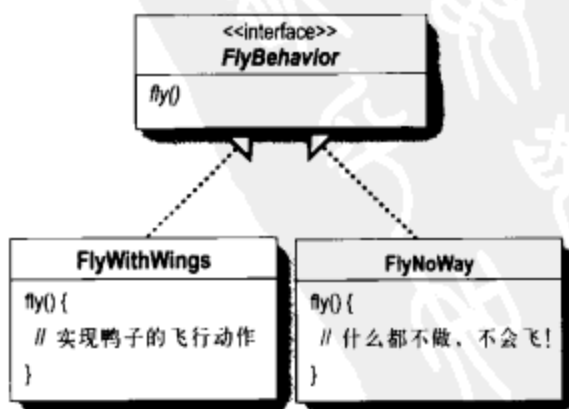 <<interface>>
FlyBehavior
fly()
FlyWithWings
fly() {
// 实现鸭子的飞行动作
}
FlyNoWay
fly() {
// 什么都不做、不会飞!
}